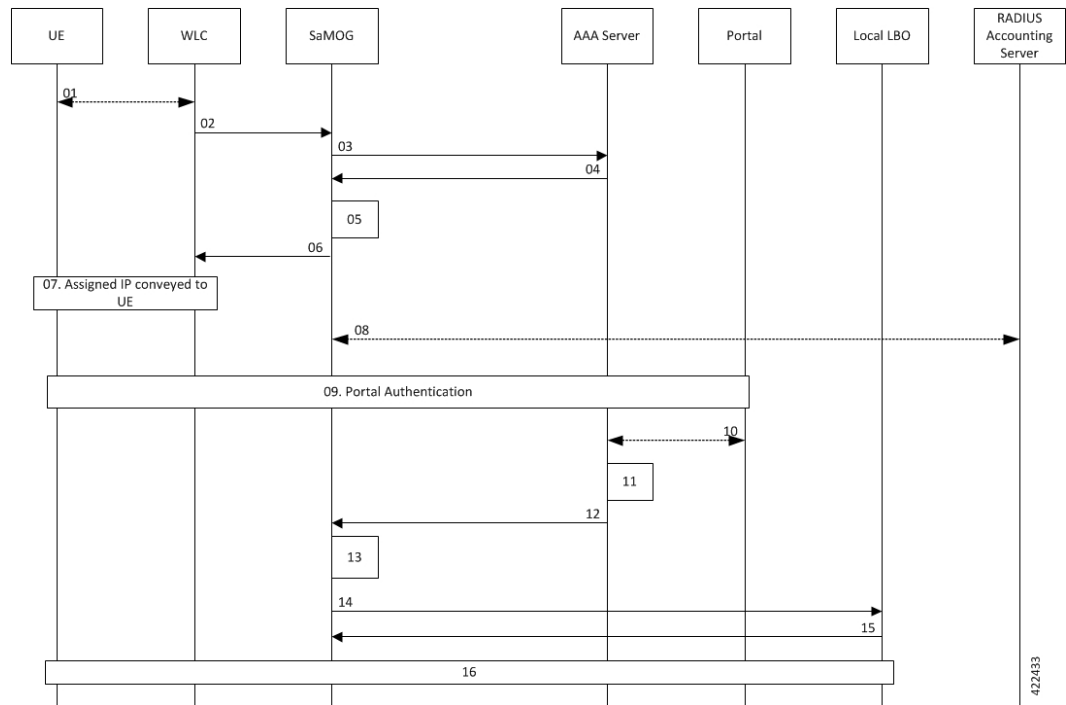 UE
WLC
SaMOG
AAA Server
Portal
Local LBO
RADIUS
Accounting
Server
01
02
03
04
05
06
07. Assigned IP conveyed to
UE
08
09. Portal Authentication
10
11
12
13
14
15
16
422433